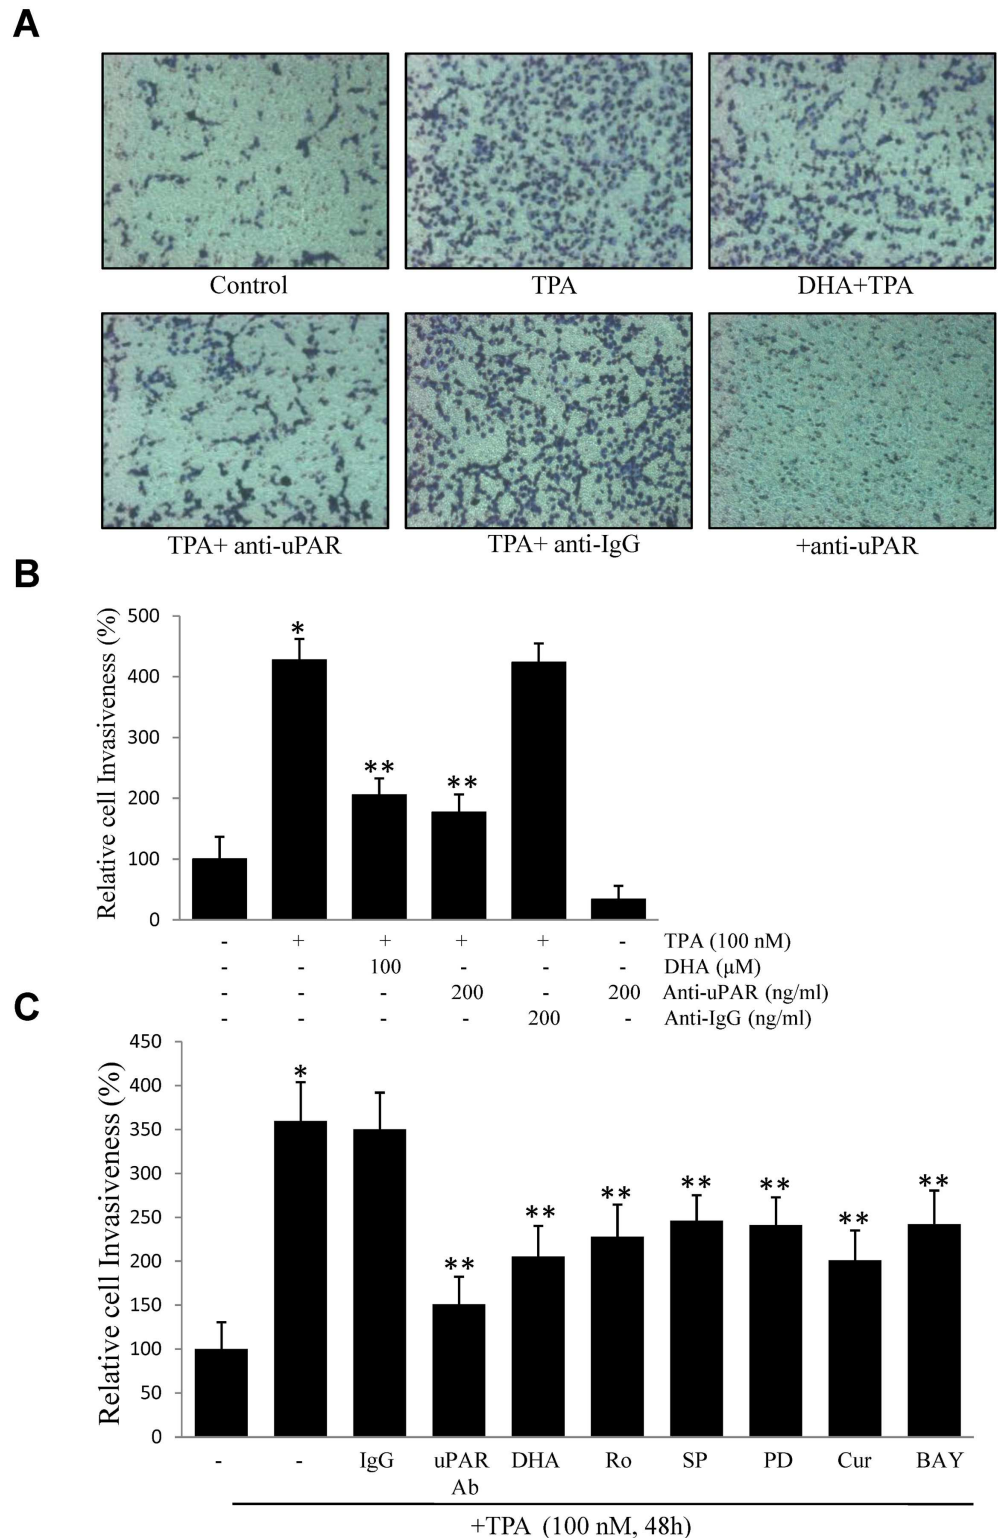 A
Control TPA DHA+TPA
TPA+ anti-uPAR TPA+ anti-IgG +anti-uPAR
B
Relative cell Invasiveness (%)
500
400
300
200
100
0
*
**
**
- + + + + - TPA (100 nM)
- - 100 - - - DHA (μM)
- - - 200 - 200 Anti-uPAR (ng/ml)
- - - - 200 - Anti-IgG (ng/ml)
C
Relative cell Invasiveness (%)
450
400
350
300
250
200
150
100
50
0
*
**
**
**
**
**
**
**
- - IgG uPAR DHA Ro SP PD Cur BAY
Ab
+TPA (100 nM, 48h)